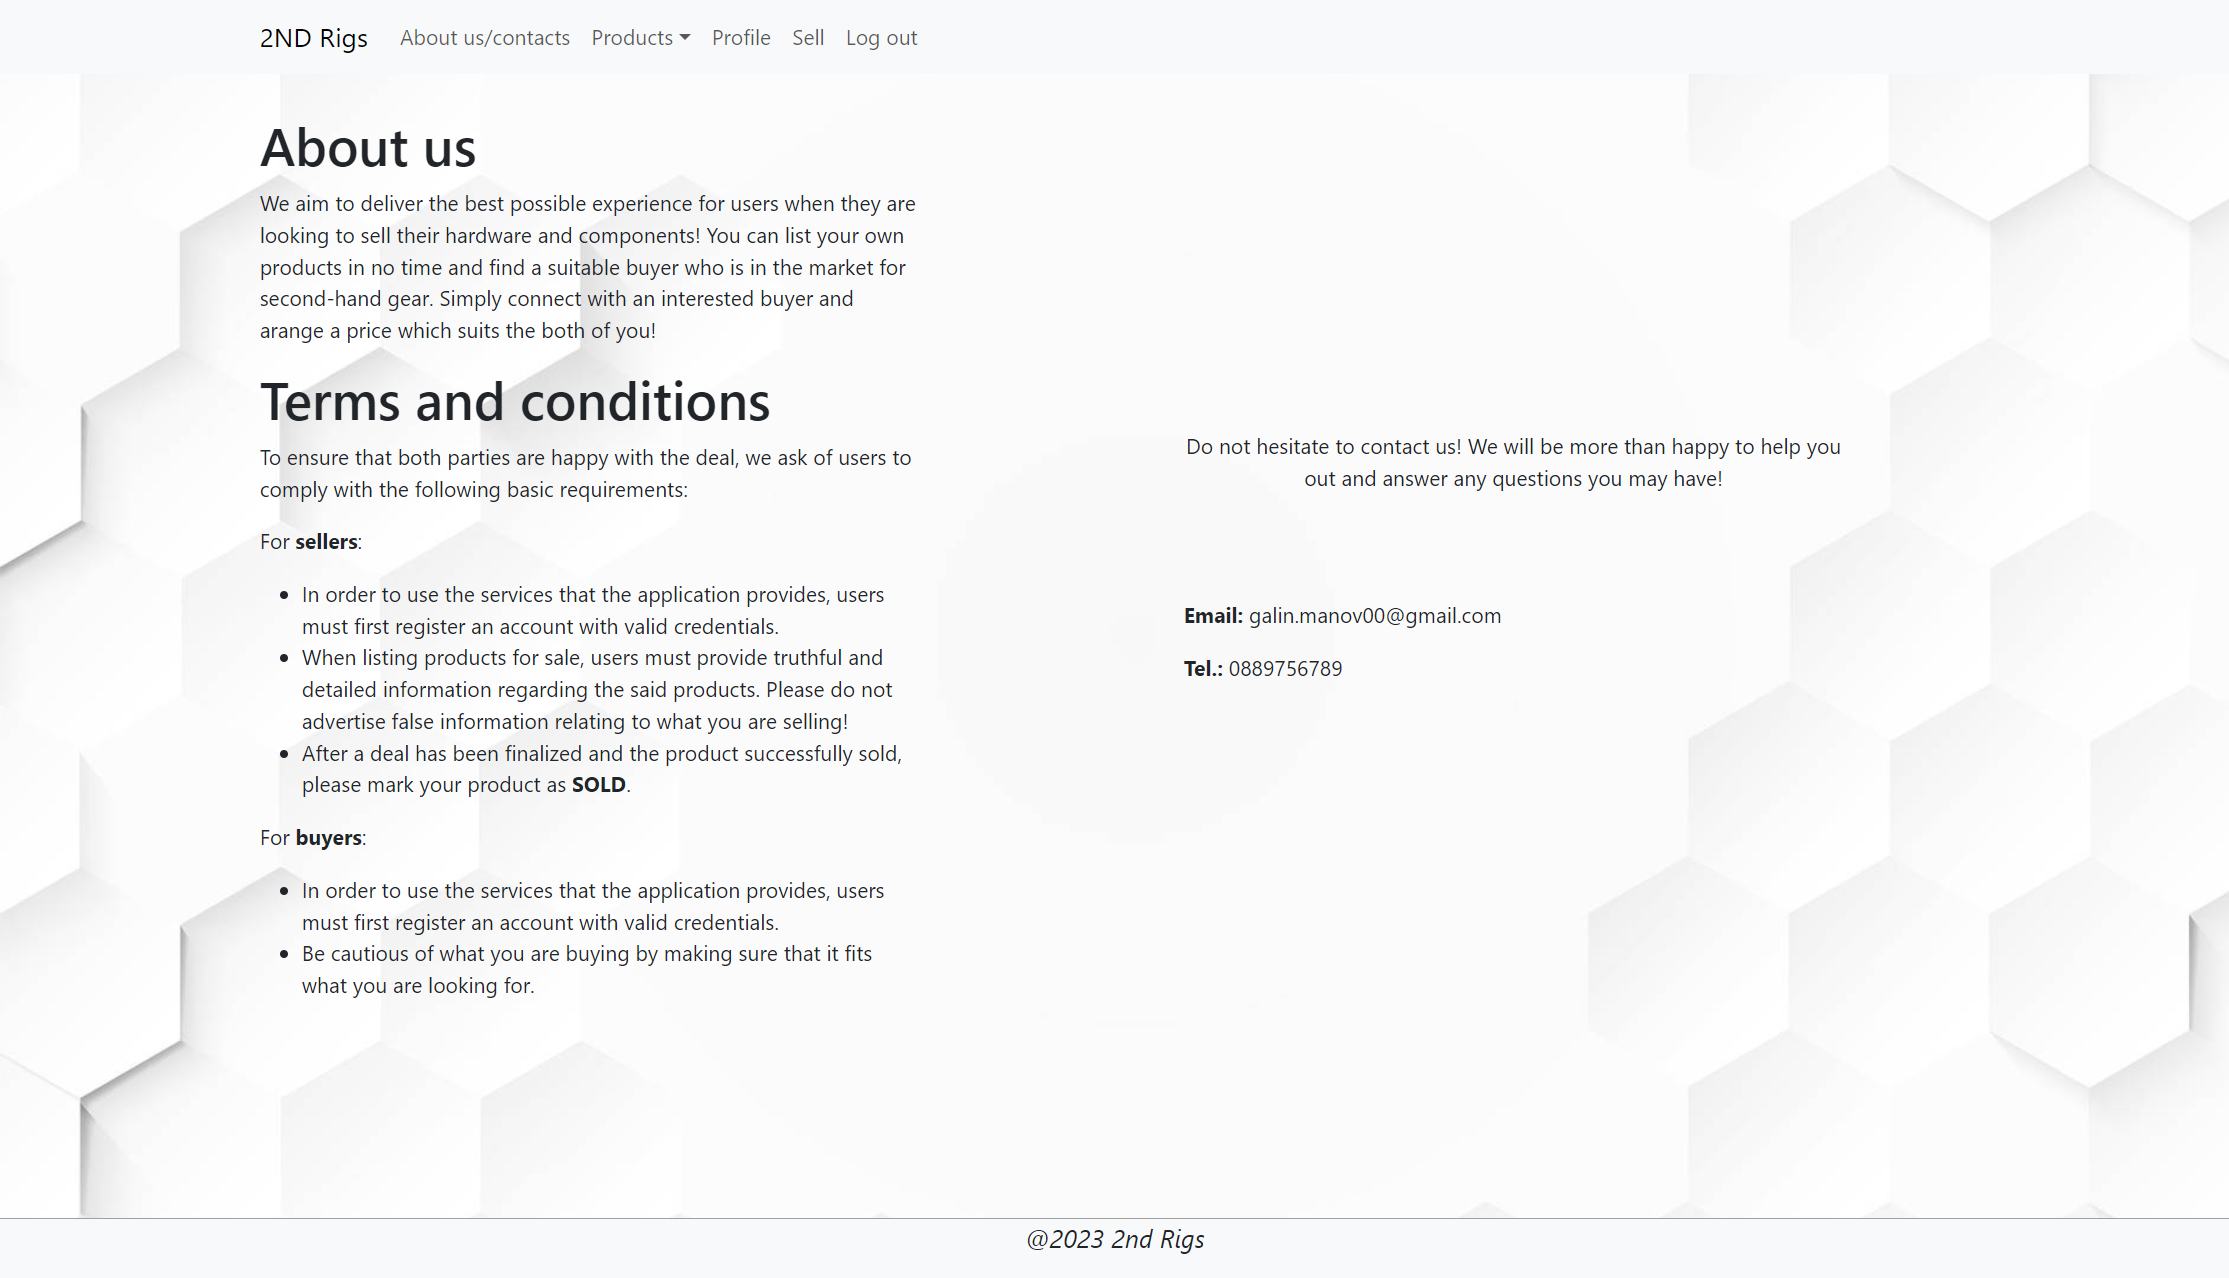 2ND Rigs About us/contacts Products Profile Sell Log out
About us
We aim to deliver the best possible experience for users when they are
looking to sell their hardware and components! You can list your own
products in no time and find a suitable buyer who is in the market for
second-hand gear. Simply connect with an interested buyer and
arange a price which suits the both of you!
Terms and conditions
To ensure that both parties are happy with the deal, we ask of users to
comply with the following basic requirements:
For sellers:
In order to use the services that the application provides, users
must first register an account with valid credentials.
When listing products for sale, users must provide truthful and
detailed information regarding the said products. Please do not
advertise false information relating to what you are selling!
After a deal has been finalized and the product successfully sold,
please mark your product as SOLD.
For buyers:
In order to use the services that the application provides, users
must first register an account with valid credentials.
Be cautious of what you are buying by making sure that it fits
what you are looking for.
Do not hesitate to contact us! We will be more than happy to help you
out and answer any questions you may have!
Email: galin.manov00@gmail.com
Tel.: 0889756789
@2023 2nd Rigs